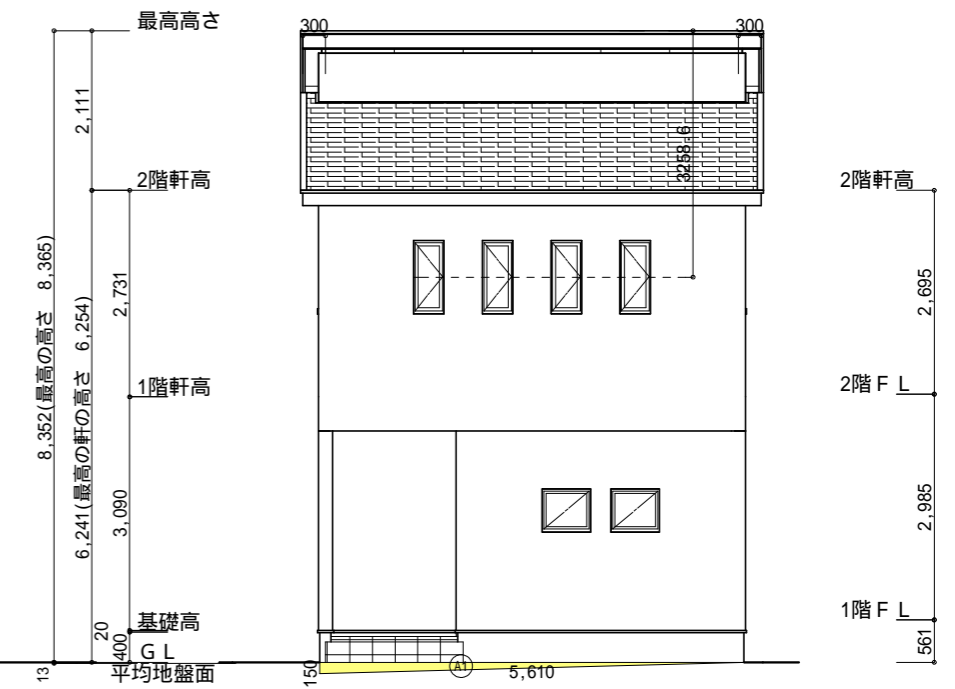 最高高さ
300
300
2,111
3258.6
2階軒高
2階軒高
8,352(最高の高さ 8,365)
6,241(最高の軒の高さ 6,254)
2,731
2,695
1階軒高
2階FL
3,090
2,985
基礎高
1階FL
20
400
GL
561
平均地盤面
13
150
A1
5,610